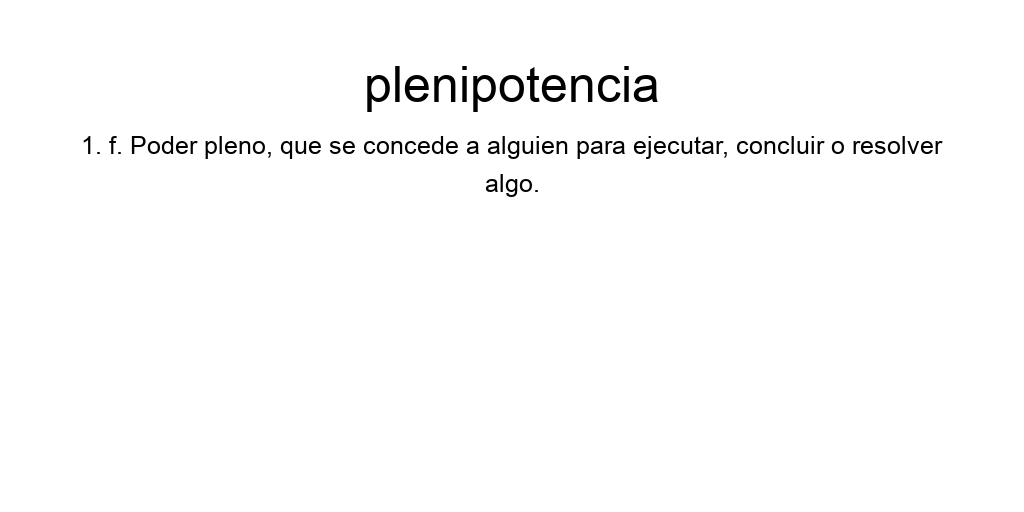 plenipotencia
1. f. Poder pleno, que se concede a alguien para ejecutar, concluir o resolver
algo.